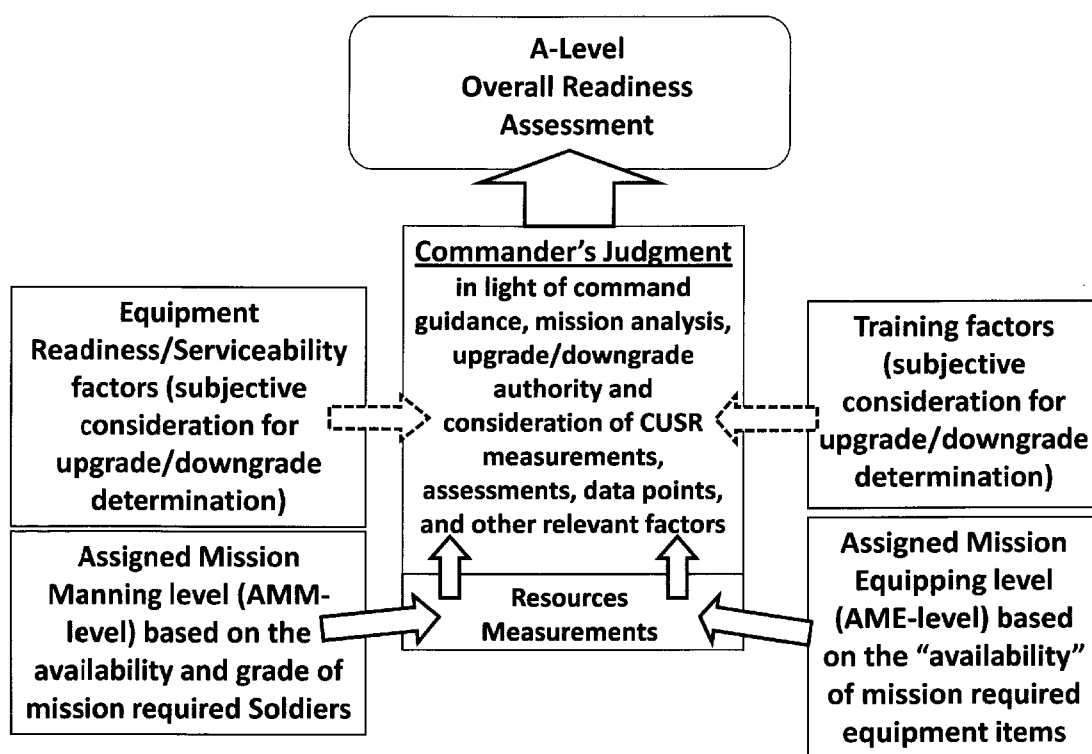 A-Level
Overall Readiness
Assessment
Commander's Judgment
in light of command
guidance, mission analysis,
upgrade/downgrade
authority and
consideration of CUSR
measurements,
assessments, data points,
and other relevant factors
Equipment
Readiness/Serviceability
factors (subjective
consideration for
upgrade/downgrade
determination)
Training factors
(subjective
consideration for
upgrade/downgrade
determination)
Assigned Mission
Manning level (AMM-
level) based on the
availability and grade of
mission required Soldiers
Resources
Measurements
Assigned Mission
Equipping level
(AME-level) based
on the “availability”
of mission required
equipment items